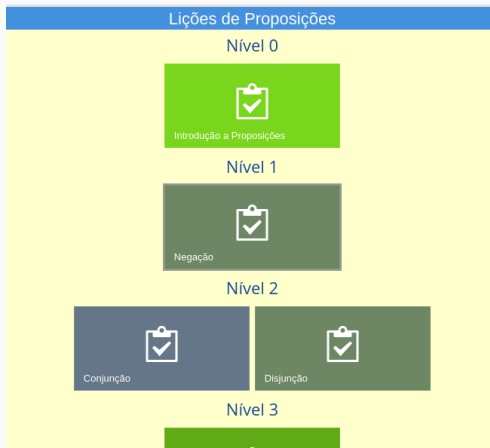 Lições de Proposições
Nível 0
Introdução a Proposições
Nível 1
Negação
Nível 2
Conjunção
Disjunção
Nível 3